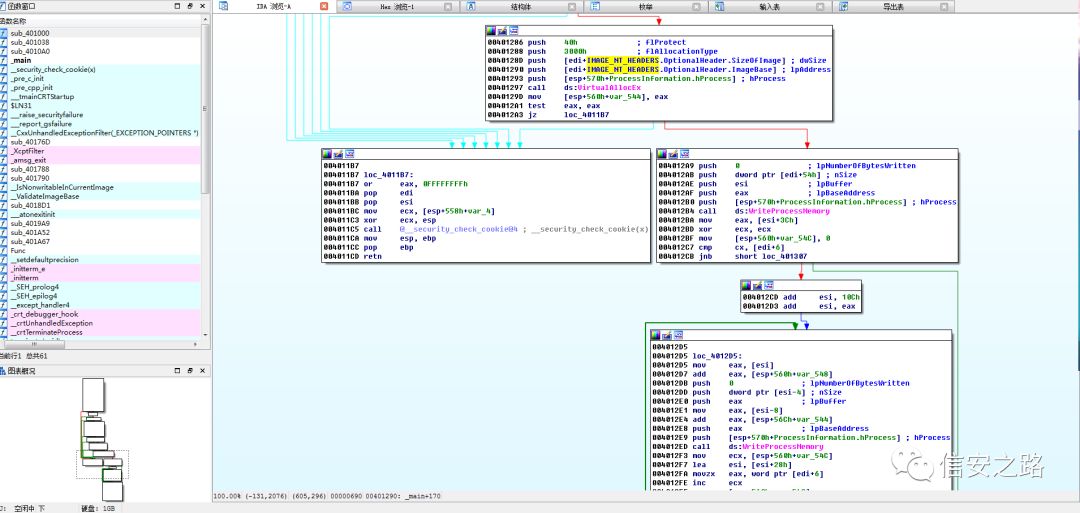 函数窗口
IDA 浏览-A
Hex 浏览-1
结构体
枚举
输入表
导出表
函数名称
sub_401000
sub_401038
sub_4010A0
_main
__security_check_cookie(x)
_pre_c_init
_pre_cpp_init
__tmainCRTStartup
$LN31
__raise_securityfailure
__report_gsfailure
__CxxUnhandledExceptionFilter(_EXCEPTION_POINTERS *)
sub_40176D
_XcptFilter
_amsg_exit
sub_401788
sub_401790
__IsNonwritableInCurrentImage
__ValidateImageBase
sub_4018D1
__atonexitinit
sub_4019A9
sub_401A52
sub_401A67
Func
__setdefaultprecision
_initterm_e
_initterm
__SEH_prolog4
__SEH_epilog4
__except_handler4
_crt_debugger_hook
__crtUnhandledException
__crtTerminateProcess
当前行1 总共61
图表概况
00401286 push 40h ; flProtect
00401288 push 3000h ; flAllocationType
0040128D push [edi+IMAGE_NT_HEADERS.OptionalHeader.SizeOfImage] ; dwSize
00401290 push [edi+IMAGE_NT_HEADERS.OptionalHeader.ImageBase] ; lpAddress
00401293 push [esp+570h+ProcessInformation.hProcess] ; hProcess
00401297 call ds:VirtualAllocEx
0040129D mov [esp+560h+var_544], eax
004012A1 test eax, eax
004012A3 jz loc_4011B7
004011B7
004011B7 loc_4011B7:
004011B7 or eax, 0FFFFFFFFh
004011BA pop edi
004011BB pop esi
004011BC mov ecx, [esp+558h+var_4]
004011C3 xor ecx, esp
004011C5 call @__security_check_cookie@4 ; __security_check_cookie(x)
004011CA mov esp, ebp
004011CC pop ebp
004011CD retn
004012A9 push 0 ; lpNumberOfBytesWritten
004012AB push dword ptr [edi+54h] ; nSize
004012AE push esi ; lpBuffer
004012AF push eax ; lpBaseAddress
004012B0 push [esp+570h+ProcessInformation.hProcess] ; hProcess
004012B4 call ds:WriteProcessMemory
004012BA mov eax, [esi+3Ch]
004012BD xor ecx, ecx
004012BF mov [esp+560h+var_54C], 0
004012C7 cmp cx, [edi+6]
004012CB jnb short loc_401307
004012CD add esi, 10Ch
004012D3 add esi, eax
004012D5
004012D5 loc_4012D5:
004012D5 mov eax, [esi]
004012D7 add eax, [esp+560h+var_548]
004012DB push 0 ; lpNumberOfBytesWritten
004012DD push dword ptr [esi-4] ; nSize
004012E0 push eax ; lpBuffer
004012E1 mov eax, [esi-8]
004012E4 add eax, [esp+56Ch+var_544]
004012E8 push eax ; lpBaseAddress
004012E9 push [esp+570h+ProcessInformation.hProcess] ; hProcess
004012ED call ds:WriteProcessMemory
004012F3 mov ecx, [esp+560h+var_54C]
004012F7 lea esi, [esi+28h]
004012FA movzx eax, word ptr [edi+6]
004012FE inc ecx
信安之路
100.00% (-131,2076) (605,296) 00000690 00401290: _main+170
空闲中 下 硬盘: 1GB